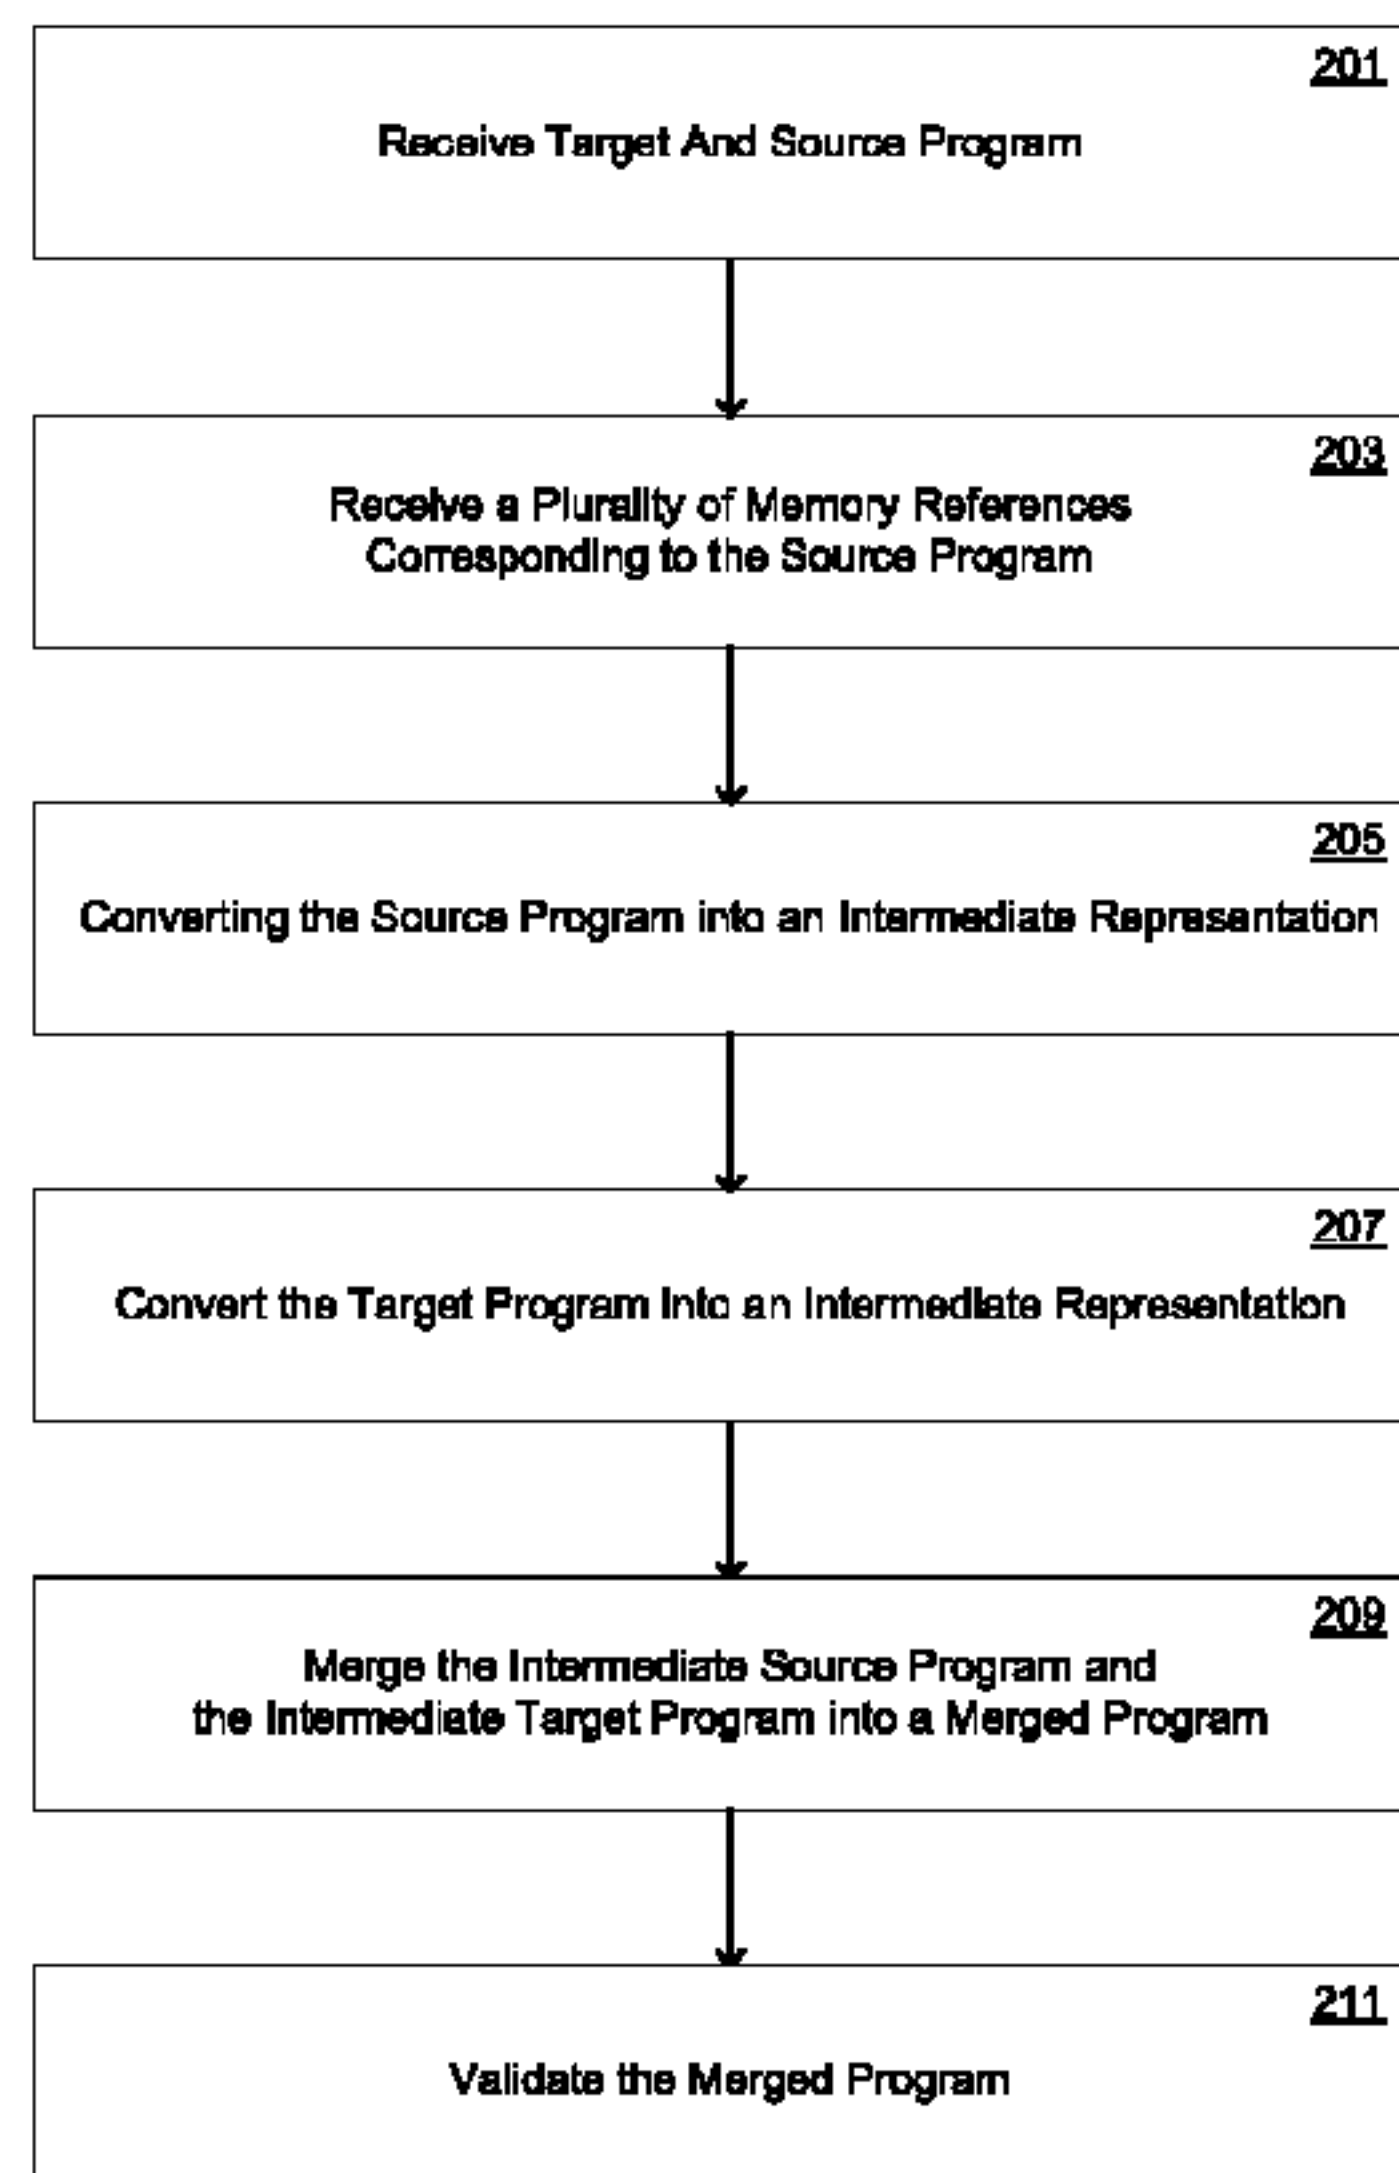 201
Receive Target And Source Program
203
Receive a Plurality of Memory References
Corresponding to the Source Program
205
Converting the Source Program into an Intermediate Representation
207
Convert the Target Program Into an Intermediate Representation
209
Merge the Intermediate Source Program and
the Intermediate Target Program into a Merged Program
211
Validate the Merged Program